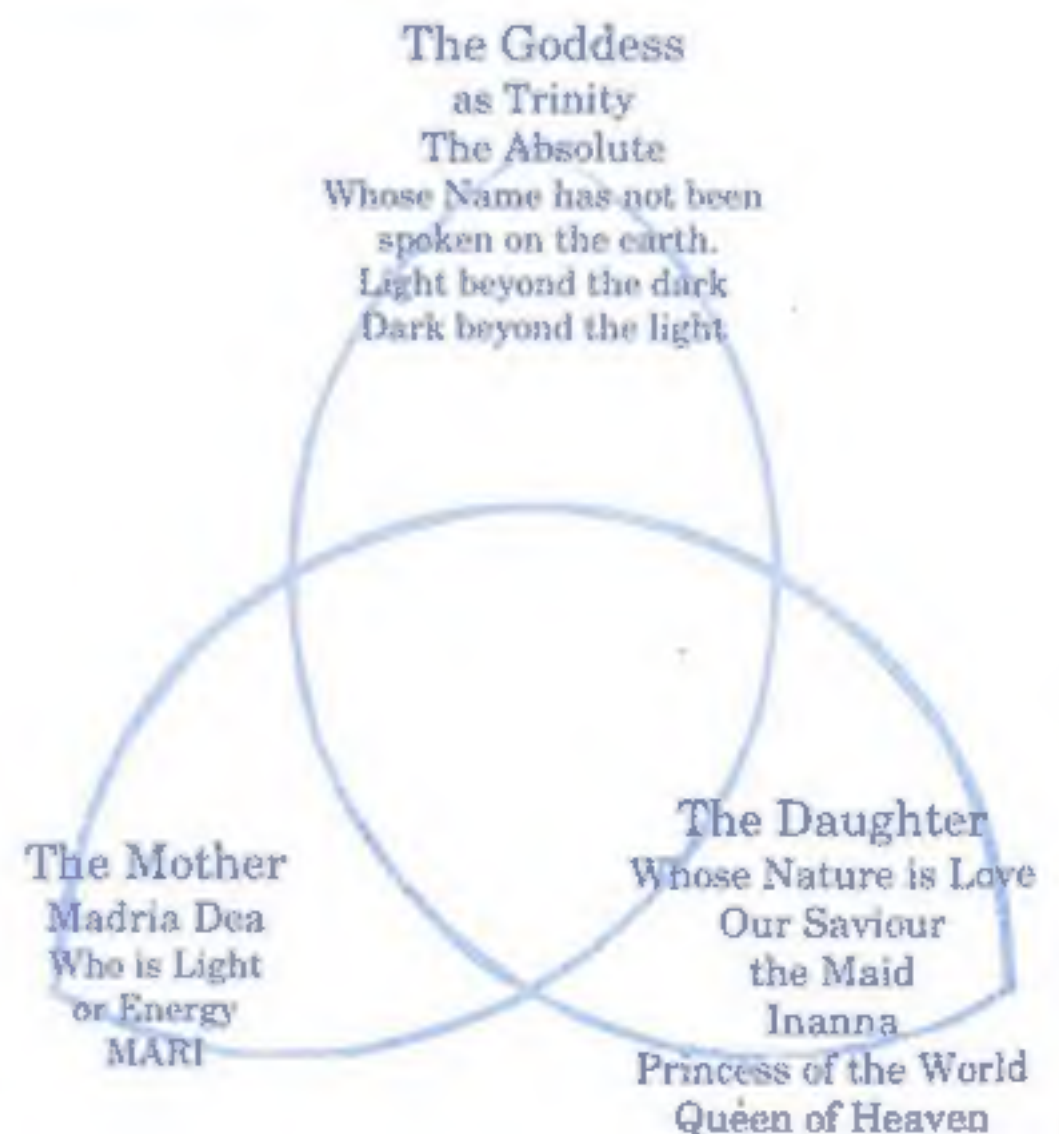 The Goddess
as Trinity
The Absolute
Whose Name has not been
spoken on the earth.
Light beyond the dark
Dark beyond the light
The Mother
Madria Dea
Who is Light
or Energy
MARI
The Daughter
Whose Nature is Love
Our Saviour
the Maid
Inanna
Princess of the World
Queen of Heaven